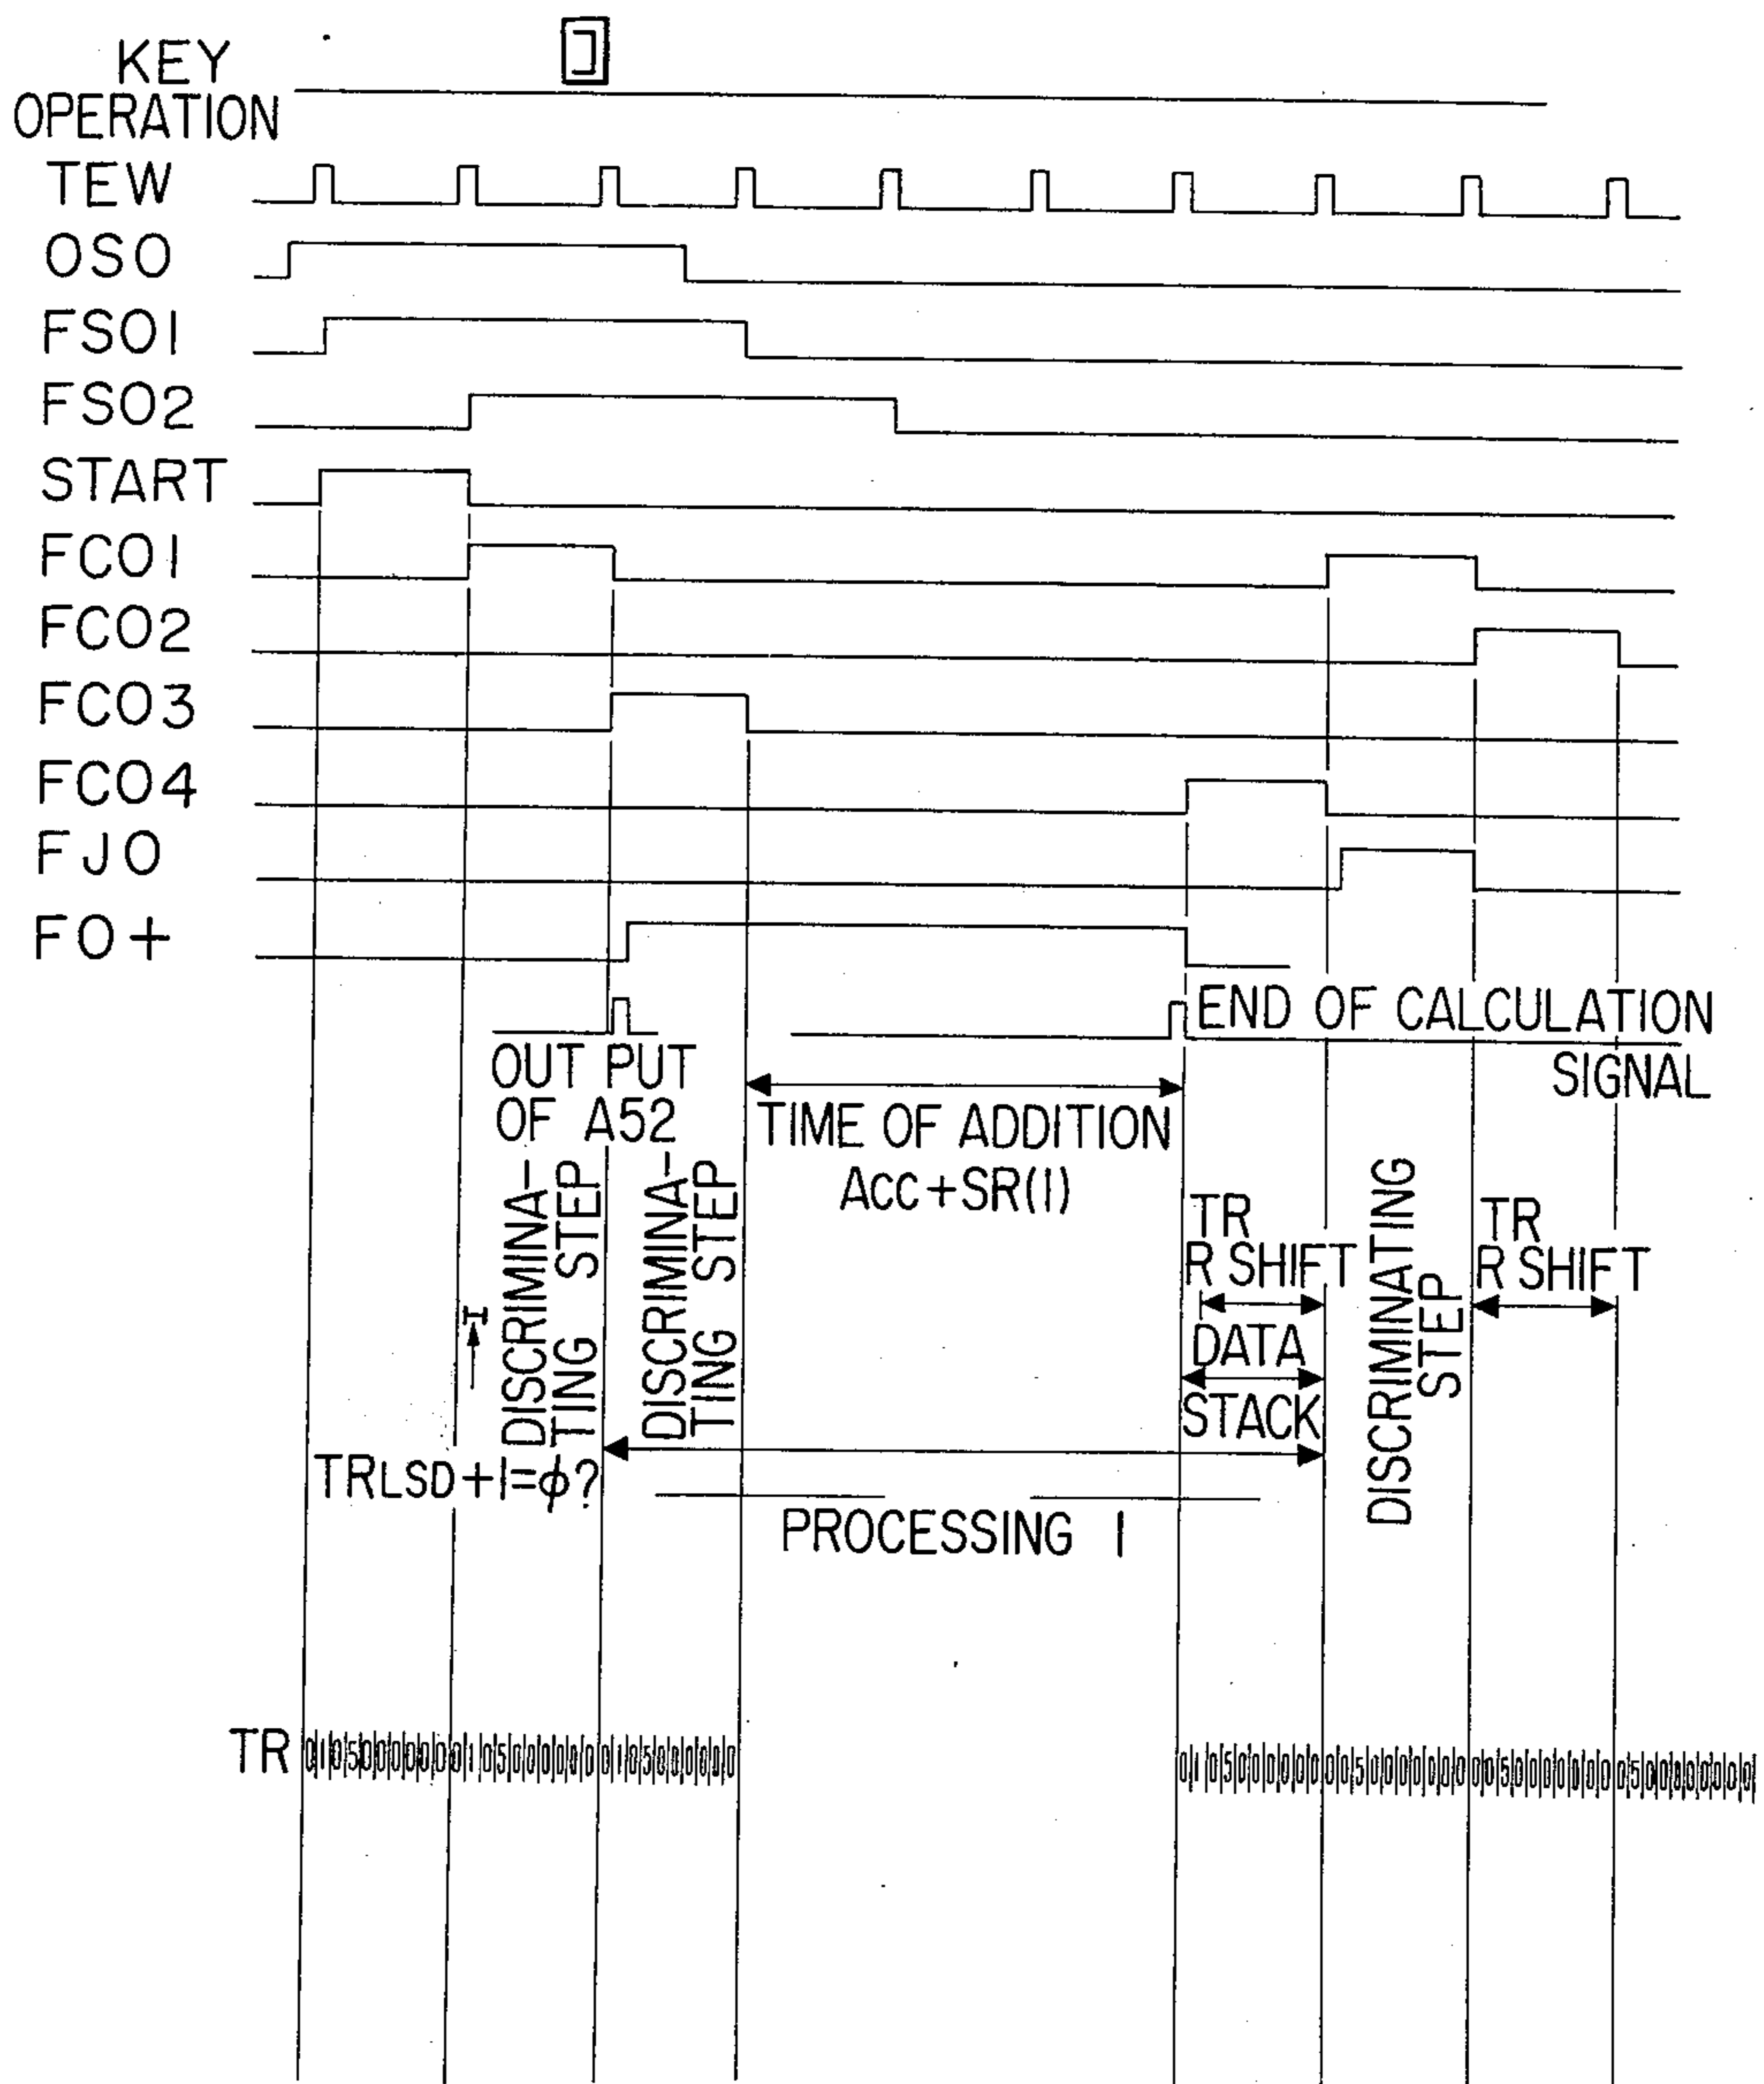 KEY
OPERATION
]
TEW
OSO
FSO1
FSO2
START
FCO1
FCO2
FCO3
FCO4
FJO
FO+
END OF CALCULATION
SIGNAL
OUT PUT
OF A52
TIME OF ADDITION
ACC+SR(1)
DISCRIMINA-
TING STEP
DISCRIMINA-
TING STEP
TR
R SHIFT
DATA
STACK
DISCRIMINATING
STEP
TR
R SHIFT
TRLSD+1=ϕ?
PROCESSING 1
TR